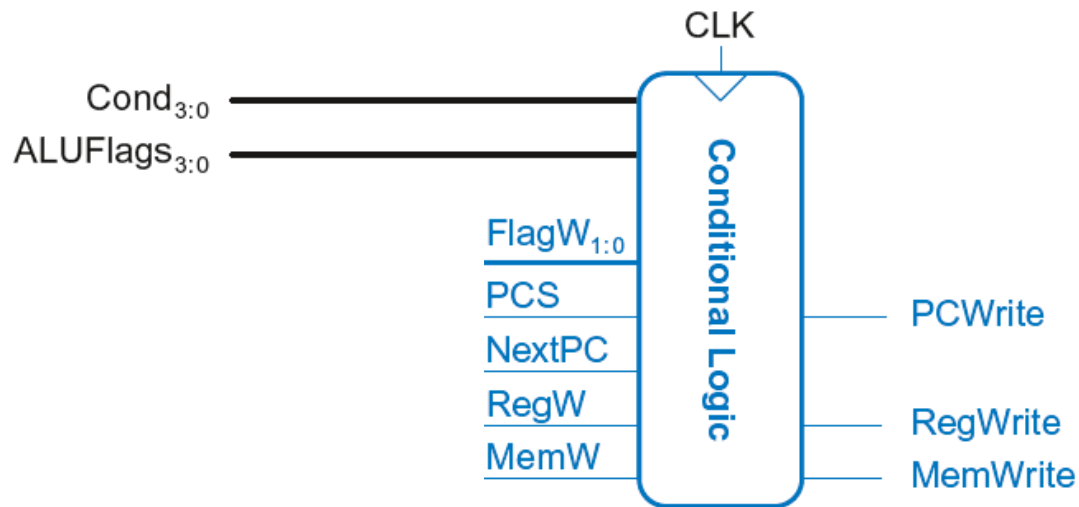 CLK
Cond3:0
ALUFlags3:0
Conditional Logic
FlagW1:0
PCS
PCWrite
NextPC
RegW
RegWrite
MemW
MemWrite